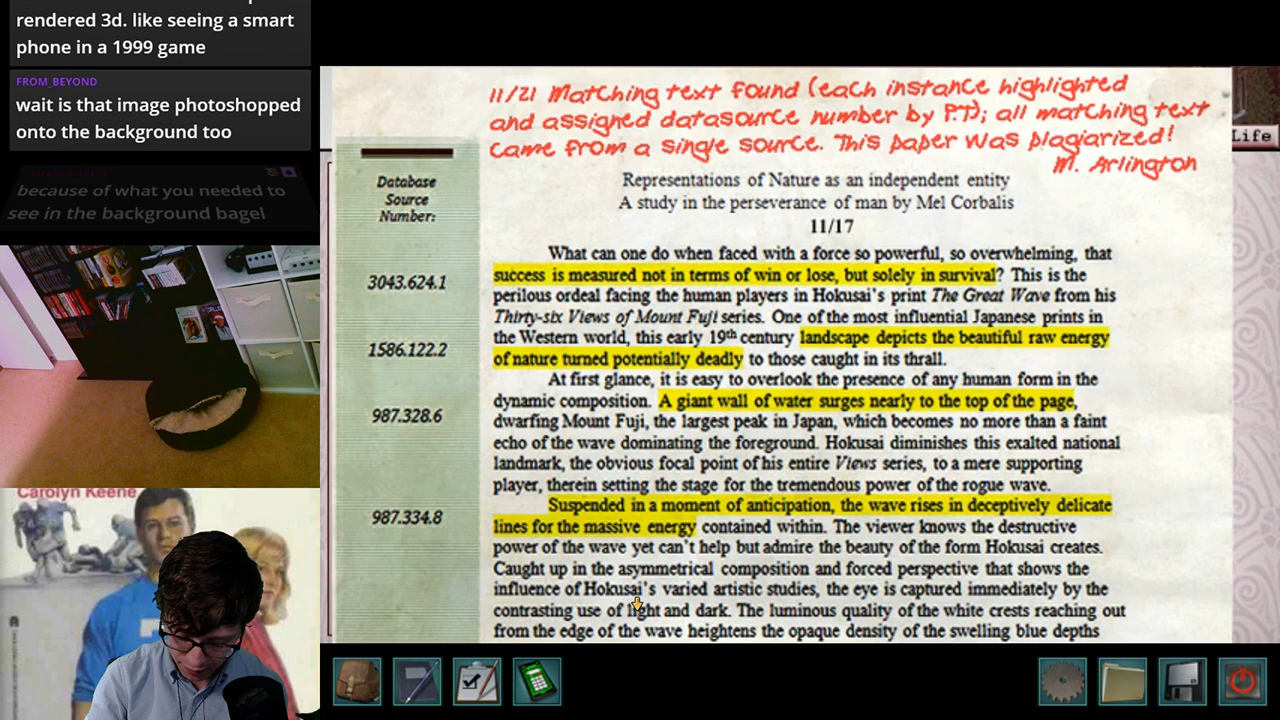 rendered 3d. like seeing a smart
phone in a 1999 game
FROM_BEYOND
wait is that image photoshopped
onto the background too
because of what you needed to
see in the background bagel
Carolyn Keene
11/21 Matching text found (each instance highlighted
and assigned datasource number by P.T); all matching text
came from a single source. This paper was plagiarized!
M. Arlington
Life
Database
Source
Number:
3043.624.1
1586.122.2
987.328.6
987.334.8
Representations of Nature as an independent entity
A study in the perseverance of man by Mel Corbalis
11/17
What can one do when faced with a force so powerful, so overwhelming, that
success is measured not in terms of win or lose, but solely in survival? This is the
perilous ordeal facing the human players in Hokusai's print The Great Wave from his
Thirty-six Views of Mount Fuji series. One of the most influential Japanese prints in
the Western world, this early 19th century landscape depicts the beautiful raw energy
of nature turned potentially deadly to those caught in its thrall.
At first glance, it is easy to overlook the presence of any human form in the
dynamic composition. A giant wall of water surges nearly to the top of the page,
dwarfing Mount Fuji, the largest peak in Japan, which becomes no more than a faint
echo of the wave dominating the foreground. Hokusai diminishes this exalted national
landmark, the obvious focal point of his entire Views series, to a mere supporting
player, therein setting the stage for the tremendous power of the rogue wave.
Suspended in a moment of anticipation, the wave rises in deceptively delicate
lines for the massive energy contained within. The viewer knows the destructive
power of the wave yet can't help but admire the beauty of the form Hokusai creates.
Caught up in the asymmetrical composition and forced perspective that shows the
influence of Hokusai's varied artistic studies, the eye is captured immediately by the
contrasting use of light and dark. The luminous quality of the white crests reaching out
from the edge of the wave heightens the opaque density of the swelling blue depths